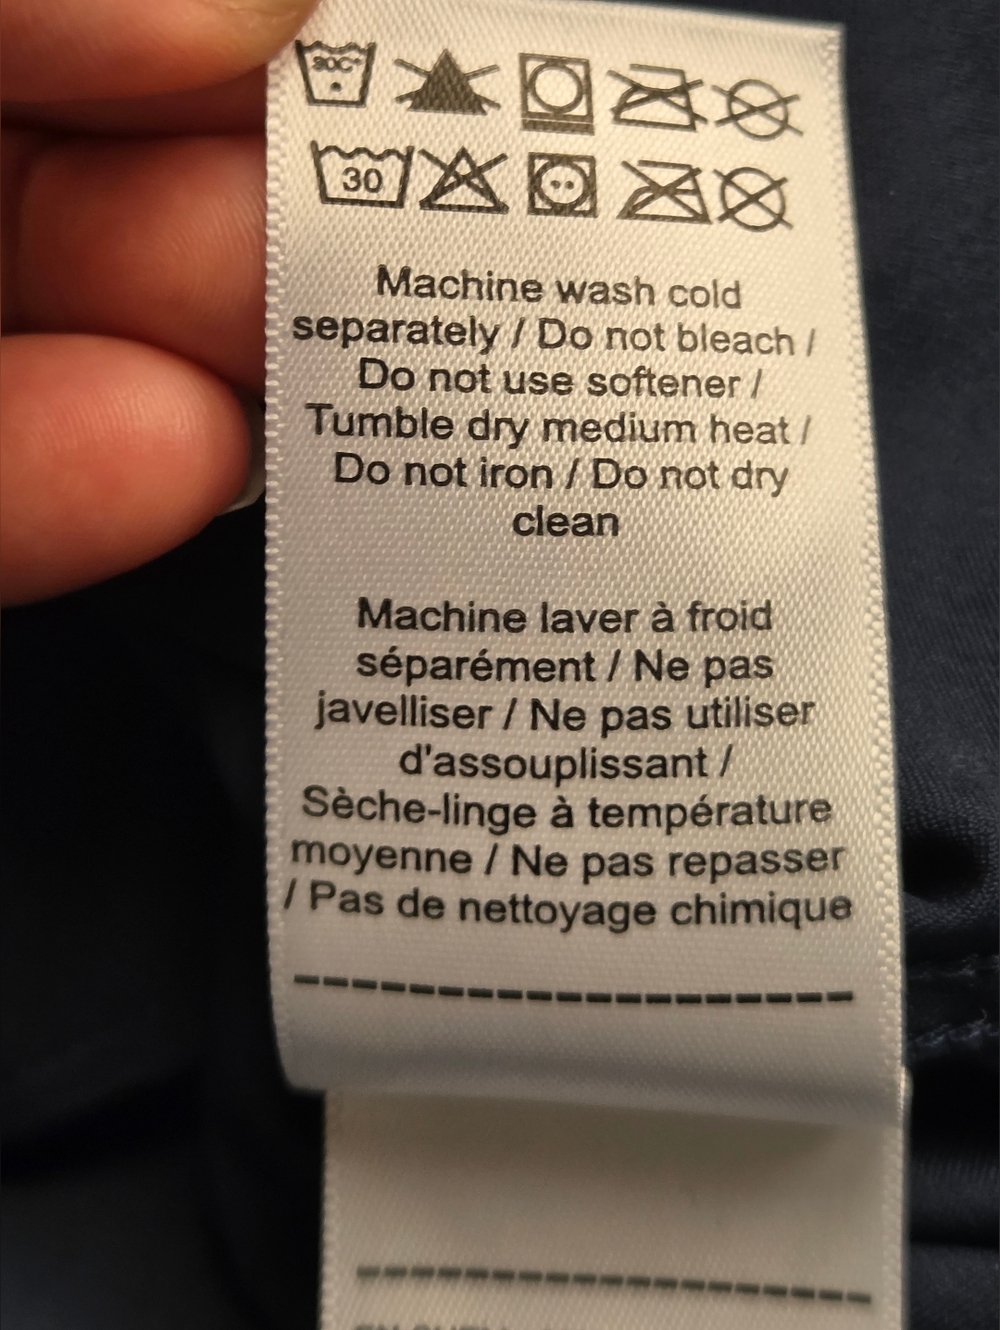 30C°
30
Machine wash cold
separately / Do not bleach /
Do not use softener /
Tumble dry medium heat /
Do not iron / Do not dry
clean
Machine laver à froid
séparément / Ne pas
javelliser / Ne pas utiliser
d'assouplissant /
Sèche-linge à température
moyenne / Ne pas repasser
/ Pas de nettoyage chimique